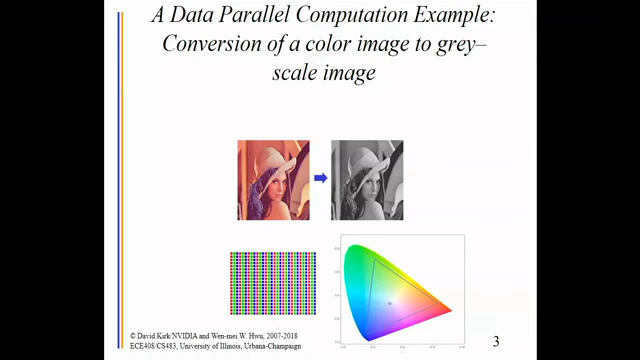 A Data Parallel Computation Example:
Conversion of a color image to grey–
scale image
© David Kirk/NVIDIA and Wen-mei W. Hwu, 2007-2018
ECE408/CS483, University of Illinois, Urbana-Champaign
3